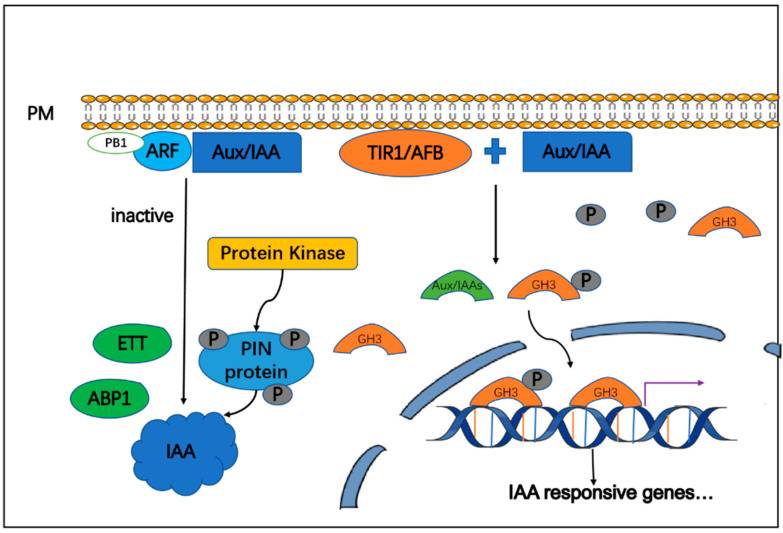 PM
PB1
ARF
Aux/IAA
TIR1/AFB
Aux/IAA
inactive
P
P
GH3
Protein Kinase
Aux/IAAs
GH3
P
ETT
P
P
PIN
protein
P
GH3
ABP1
GH3
P
GH3
IAA
IAA responsive genes...